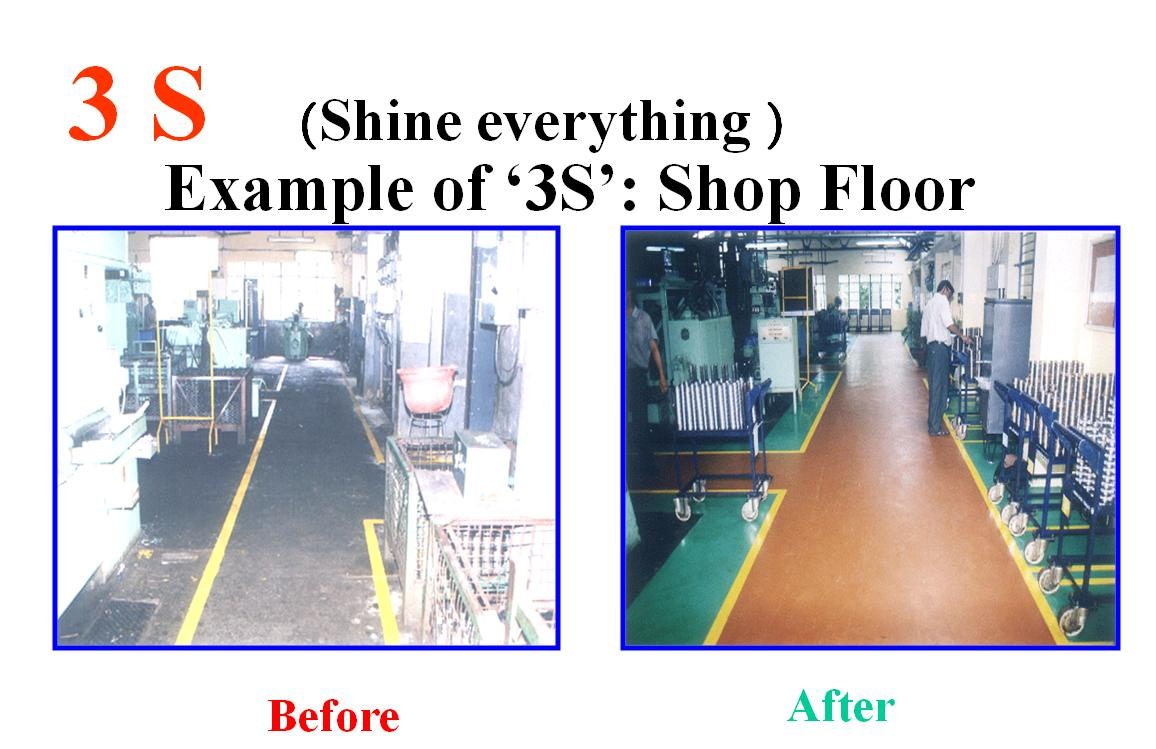 3 S (Shine everything )
Example of ‘3S’: Shop Floor
Before
After